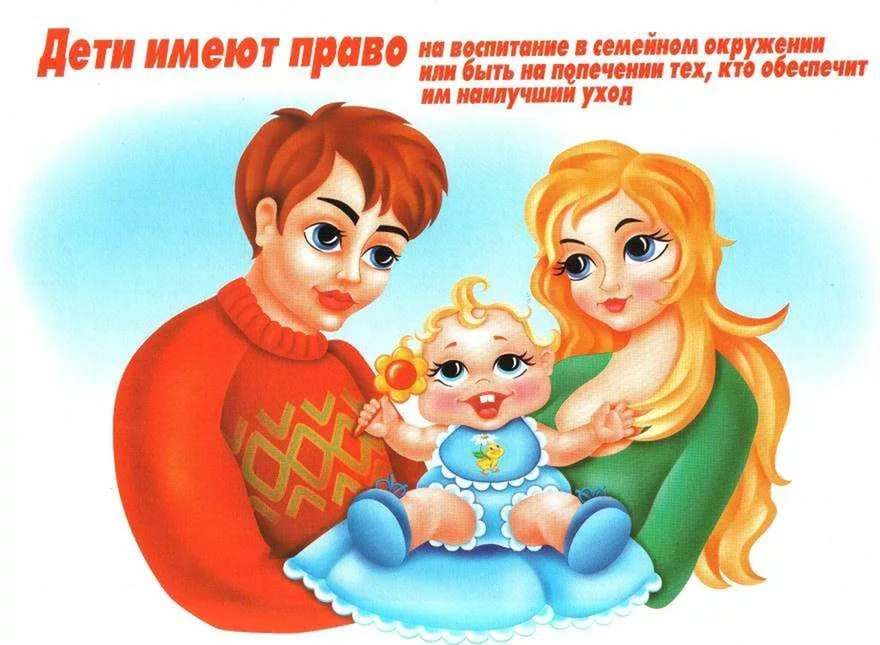 Дети имеют право на воспитание в семейном окружении
или быть на попечении тех, кто обеспечит
им наилучший уход